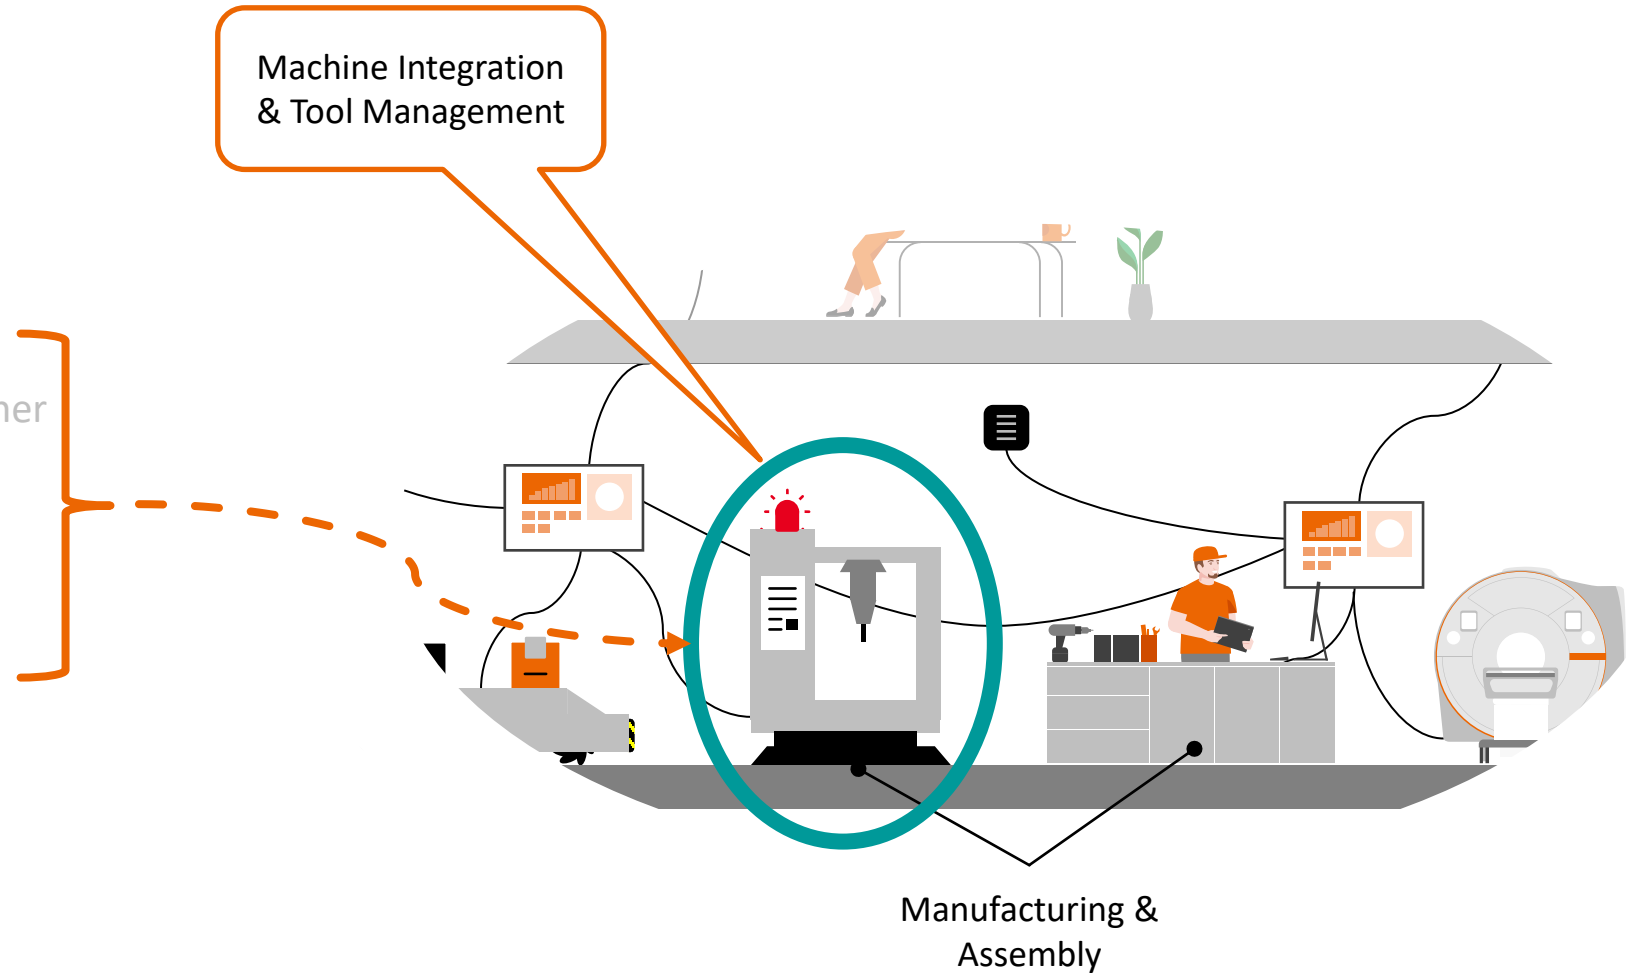 Machine Integration
& Tool Management
Manufacturing &
Assembly